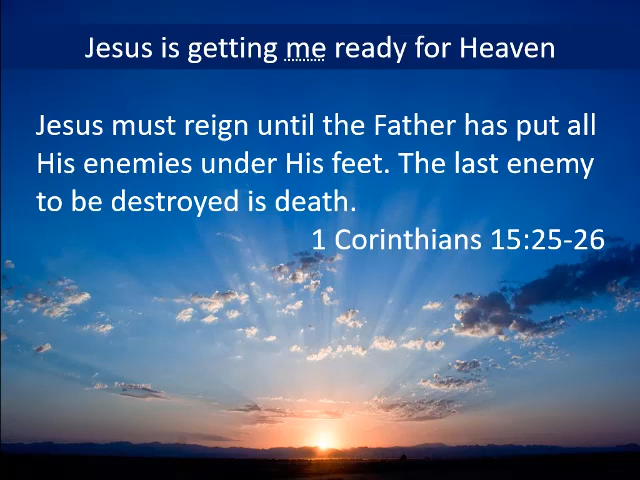 Jesus is getting me ready for Heaven
Jesus must reign until the Father has put all
His enemies under His feet. The last enemy
to be destroyed is death.
1 Corinthians 15:25-26